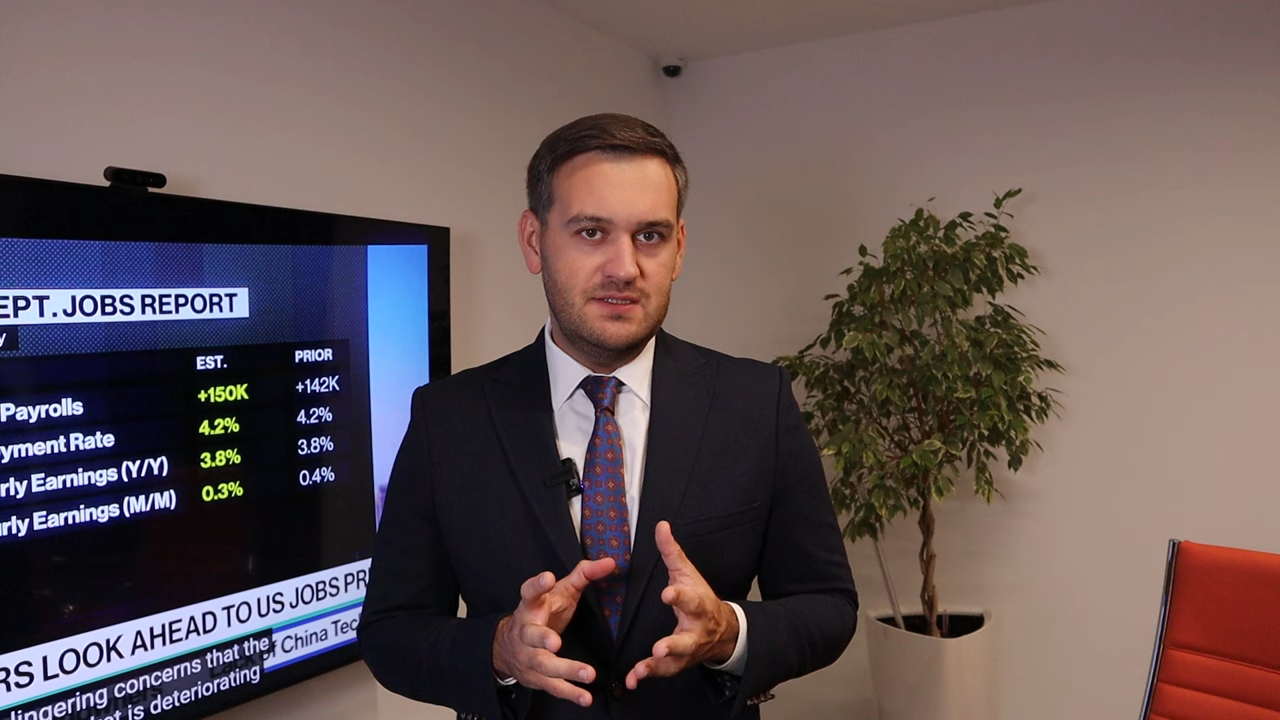 EPT. JOBS REPORT
y
EST. PRIOR
Payrolls +150K +142K
yment Rate 4.2% 4.2%
rly Earnings (Y/Y) 3.8% 3.8%
urly Earnings (M/M) 0.3% 0.4%
RS LOOK AHEAD TO US JOBS PR
of China Tec
lingering concerns that the
is deteriorating